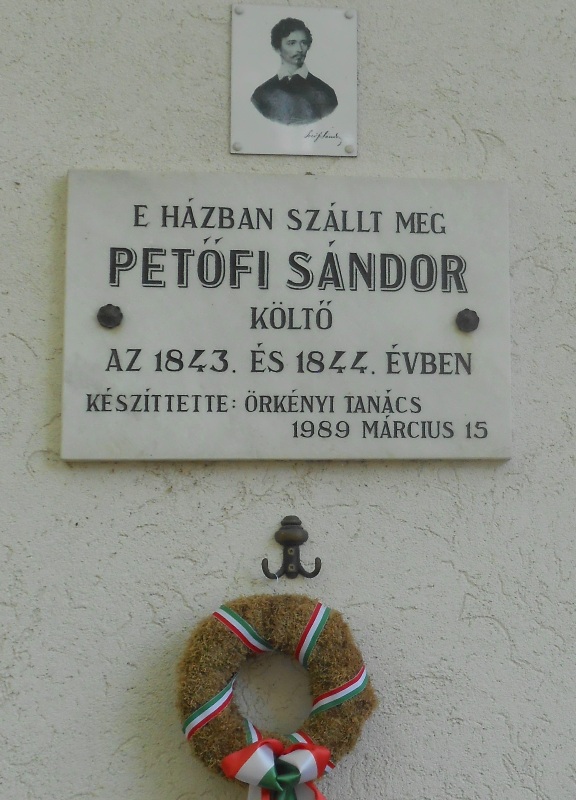 E HÁZBAN SZÁLLT MEG
PETŐFI SÁNDOR
KÖLTŐ
AZ 1843. ÉS 1844. ÉVBEN
KÉSZÍTTETTE: ÖRKÉNYI TANÁCS
1989 MÁRCIUS 15